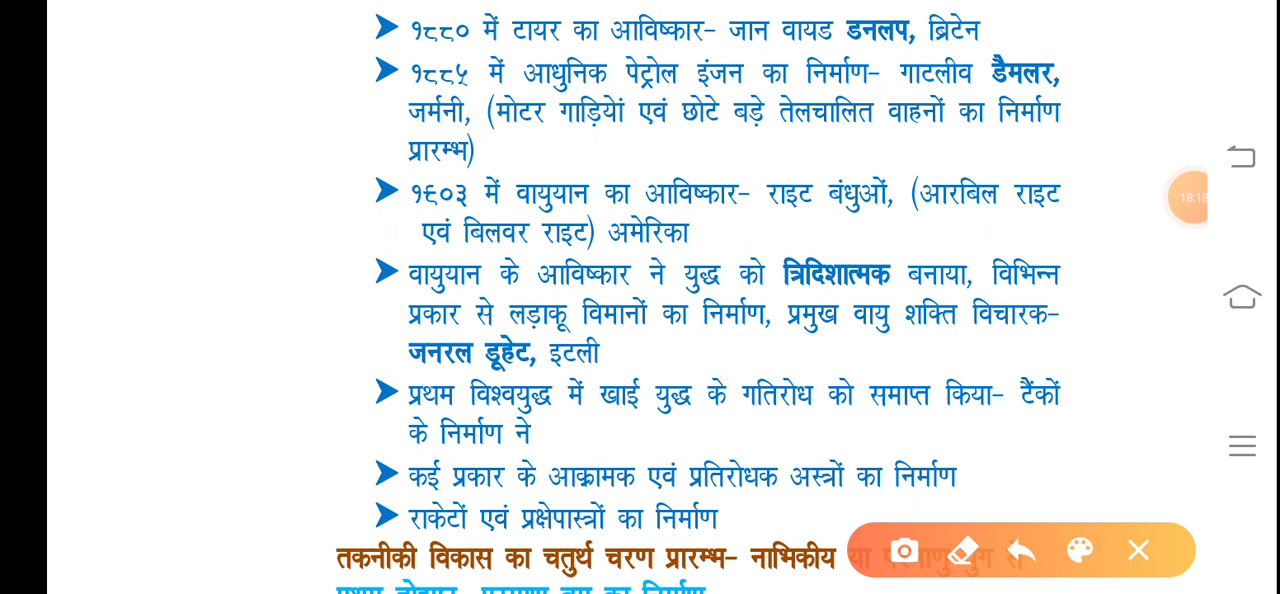 ➤ १८८० में टायर का आविष्कार– जान वायड डनलप, ब्रिटेन
➤ १८८५ में आधुनिक पेट्रोल इंजन का निर्माण– गाटलीव डैमलर,
जर्मनी, (मोटर गाड़ियों एवं छोटे बड़े तेलचालित वाहनों का निर्माण
प्रारम्भ)
➤ १९०३ में वायुयान का आविष्कार– राइट बंधुओं, (आरबिल राइट
एवं बिलवर राइट) अमेरिका
➤ वायुयान के आविष्कार ने युद्ध को त्रिदिशात्मक बनाया, विभिन्न
प्रकार से लड़ाकू विमानों का निर्माण, प्रमुख वायु शक्ति विचारक–
जनरल डूहेट, इटली
➤ प्रथम विश्वयुद्ध में खाई युद्ध के गतिरोध को समाप्त किया– टैंकों
के निर्माण ने
➤ कई प्रकार के आक्रामक एवं प्रतिरोधक अस्त्रों का निर्माण
➤ राकेटों एवं प्रक्षेपास्त्रों का निर्माण
तकनीकी विकास का चतुर्थ चरण प्रारम्भ– नाभिकीय या परमाणु युग से
18:18